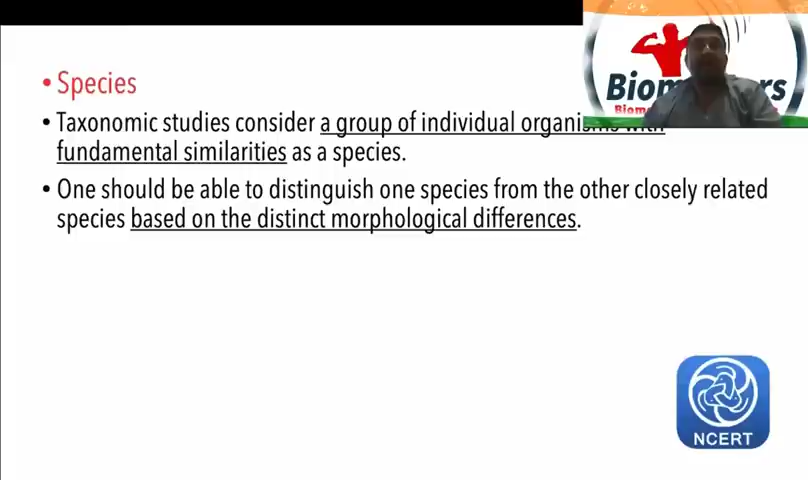 • Species
• Taxonomic studies consider a group of individual organisms with
fundamental similarities as a species.
• One should be able to distinguish one species from the other closely related
species based on the distinct morphological differences.
NCERT